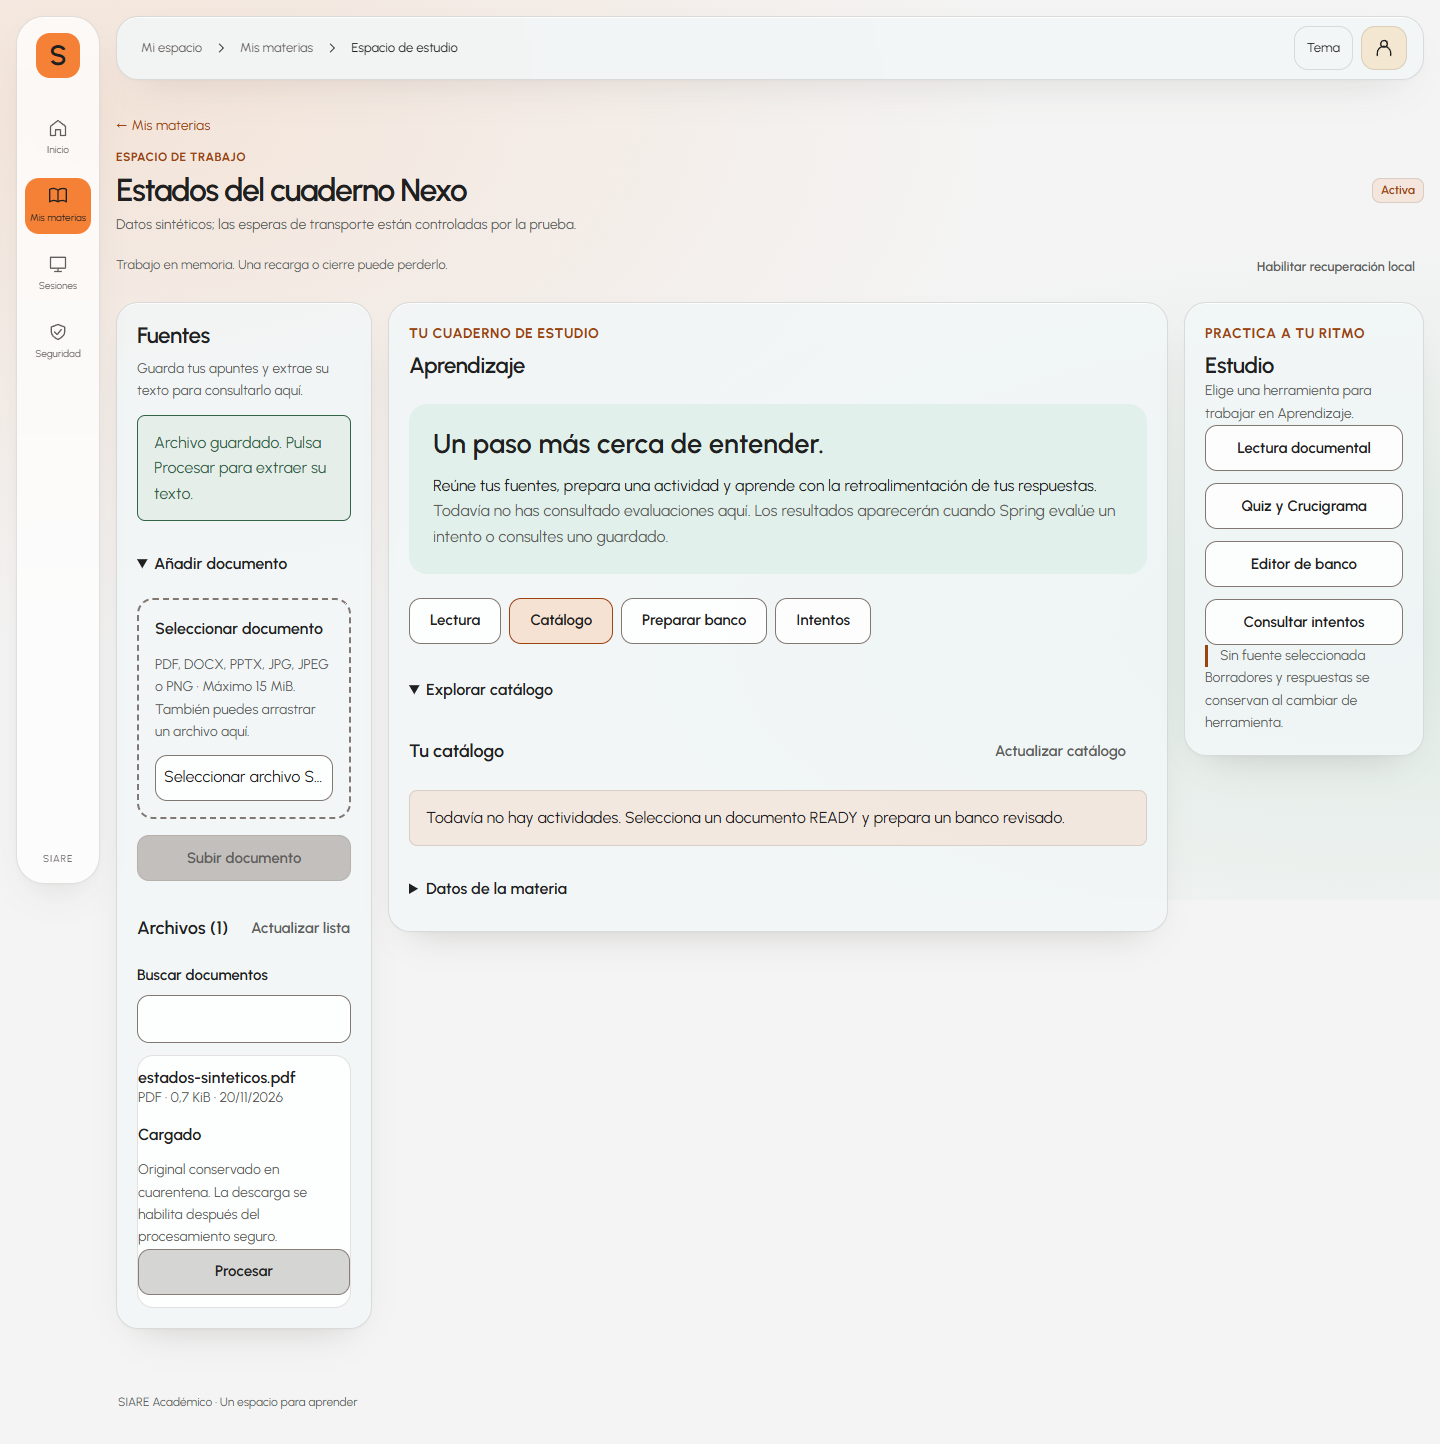 S
Inicio
Mis materias
Sesiones
Seguridad
SIARE
Mi espacio
Mis materias
Espacio de estudio
Tema
← Mis materias
ESPACIO DE TRABAJO
Estados del cuaderno Nexo
Activa
Datos sintéticos; las esperas de transporte están controladas por la prueba.
Trabajo en memoria. Una recarga o cierre puede perderlo.
Habilitar recuperación local
Fuentes
Guarda tus apuntes y extrae su
texto para consultarlo aquí.
Archivo guardado. Pulsa
Procesar para extraer su
texto.
Añadir documento
Seleccionar documento
PDF, DOCX, PPTX, JPG, JPEG
o PNG · Máximo 15 MiB.
También puedes arrastrar
un archivo aquí.
Seleccionar archivo S...
Subir documento
Archivos (1)
Actualizar lista
Buscar documentos
estados-sinteticos.pdf
PDF · 0,7 KiB · 20/11/2026
Cargado
Original conservado en
cuarentena. La descarga se
habilita después del
procesamiento seguro.
Procesar
TU CUADERNO DE ESTUDIO
Aprendizaje
Un paso más cerca de entender.
Reúne tus fuentes, prepara una actividad y aprende con la retroalimentación de tus respuestas.
Todavía no has consultado evaluaciones aquí. Los resultados aparecerán cuando Spring evalúe un
intento o consultes uno guardado.
Lectura
Catálogo
Preparar banco
Intentos
Explorar catálogo
Tu catálogo
Actualizar catálogo
Todavía no hay actividades. Selecciona un documento READY y prepara un banco revisado.
Datos de la materia
PRACTICA A TU RITMO
Estudio
Elige una herramienta para
trabajar en Aprendizaje.
Lectura documental
Quiz y Crucigrama
Editor de banco
Consultar intentos
Sin fuente seleccionada
Borradores y respuestas se
conservan al cambiar de
herramienta.
SIARE Académico · Un espacio para aprender